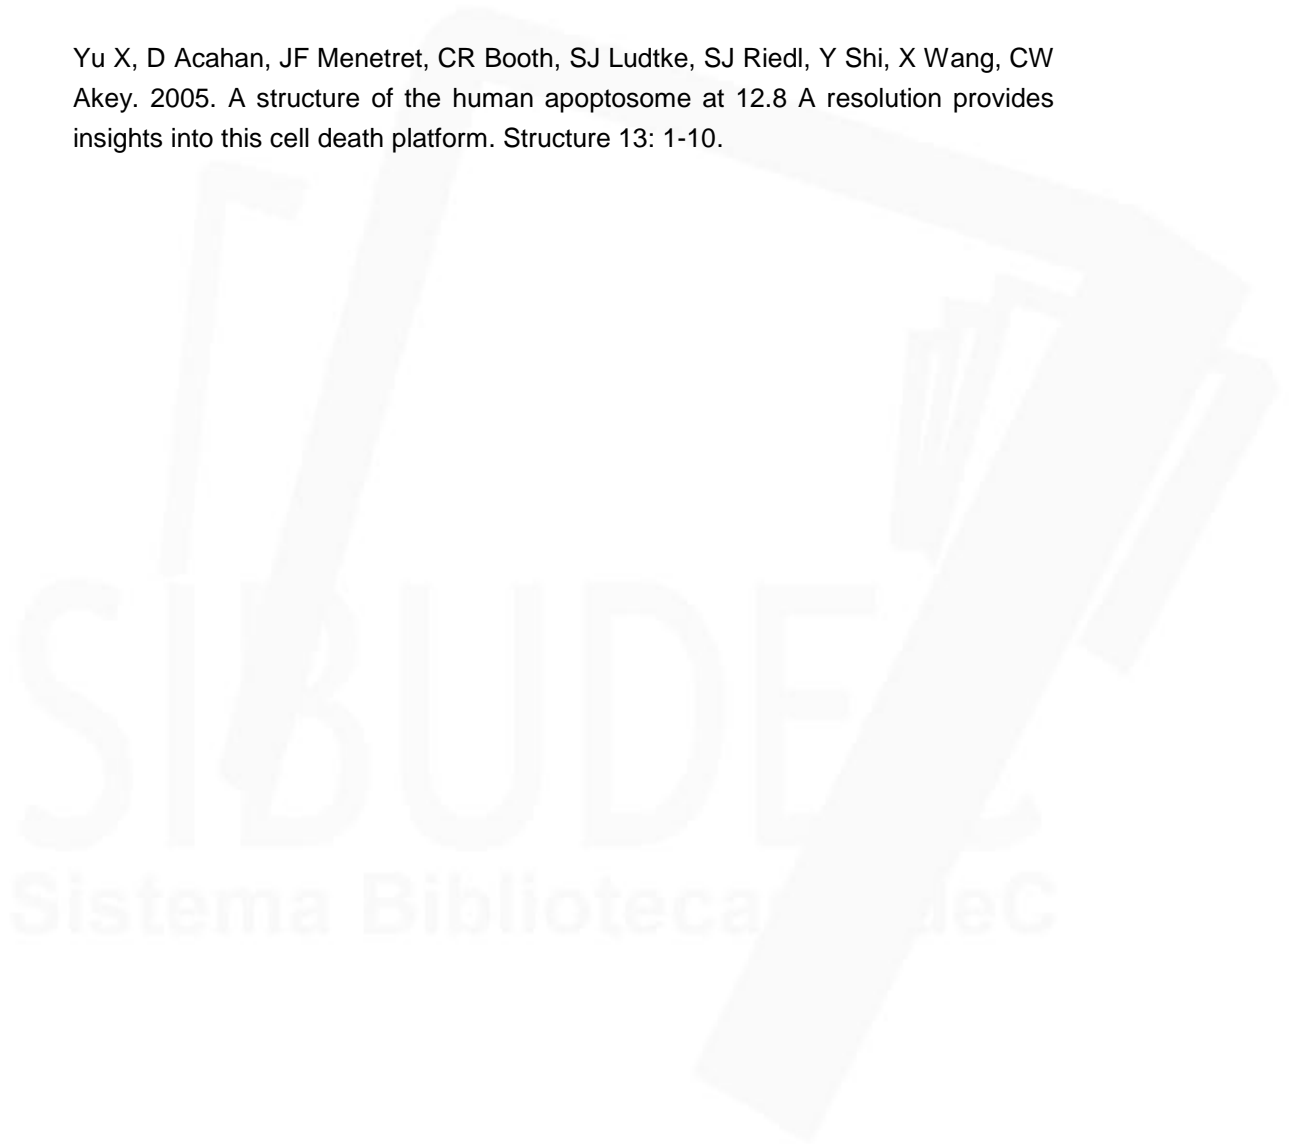 Yu X, D Acahan, JF Menetret, CR Booth, SJ Ludtke, SJ Riedl, Y Shi, X Wang, CW
Akey. 2005. A structure of the human apoptosome at 12.8 A resolution provides
insights into this cell death platform. Structure 13: 1-10.
SIBUDEC
Sistema Bibliotecas UdeC